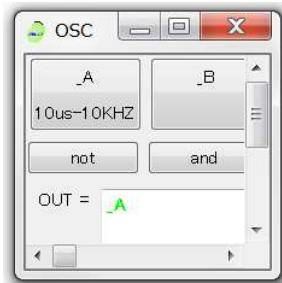 OSC
_A
_B
10us-10KHZ
not
and
OUT =
_A